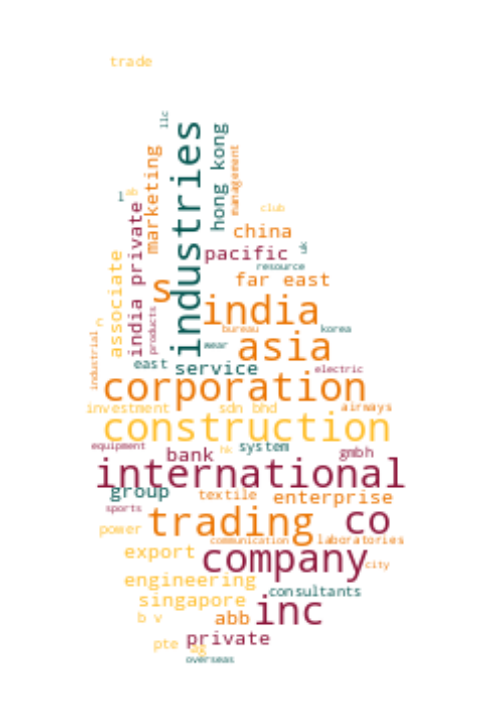 trade
llc
industries
hong kong
marketing
management
ab
l
india private
club
china
associate
pacific
uk
resource
s
far east
india
products
n
industrial
bureau
korea
wear
asia
east
service
electric
corporation
investment
sdn bhd
airways
construction
equipment
bank
hk
system
gmbh
international
group
textile
enterprise
sports
trading
co
power
communication
laboratories
export
company
city
engineering
consultants
singapore
inc
b v
abb
private
pte
ag
overseas